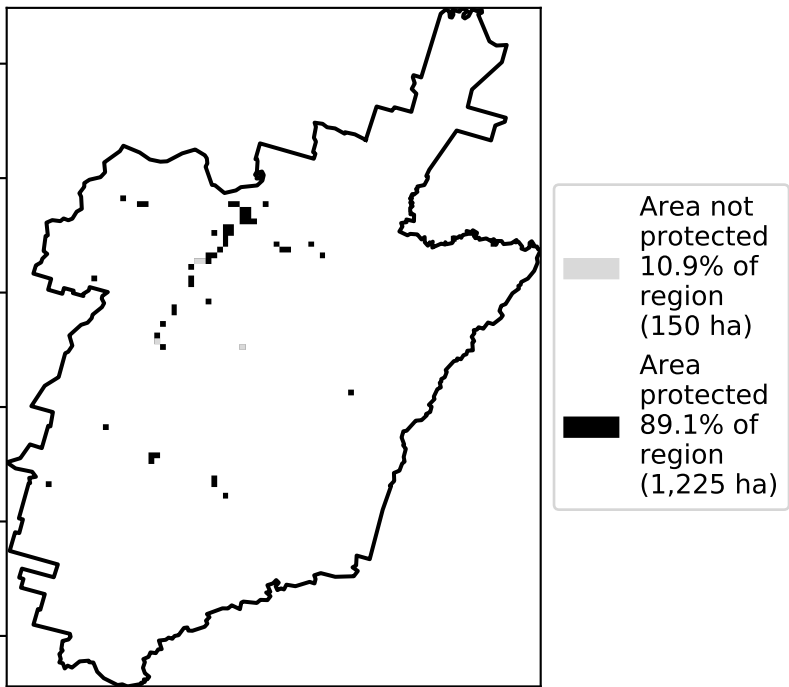 Area not
protected
10.9% of
region
(150 ha)
Area
protected
89.1% of
region
(1,225 ha)